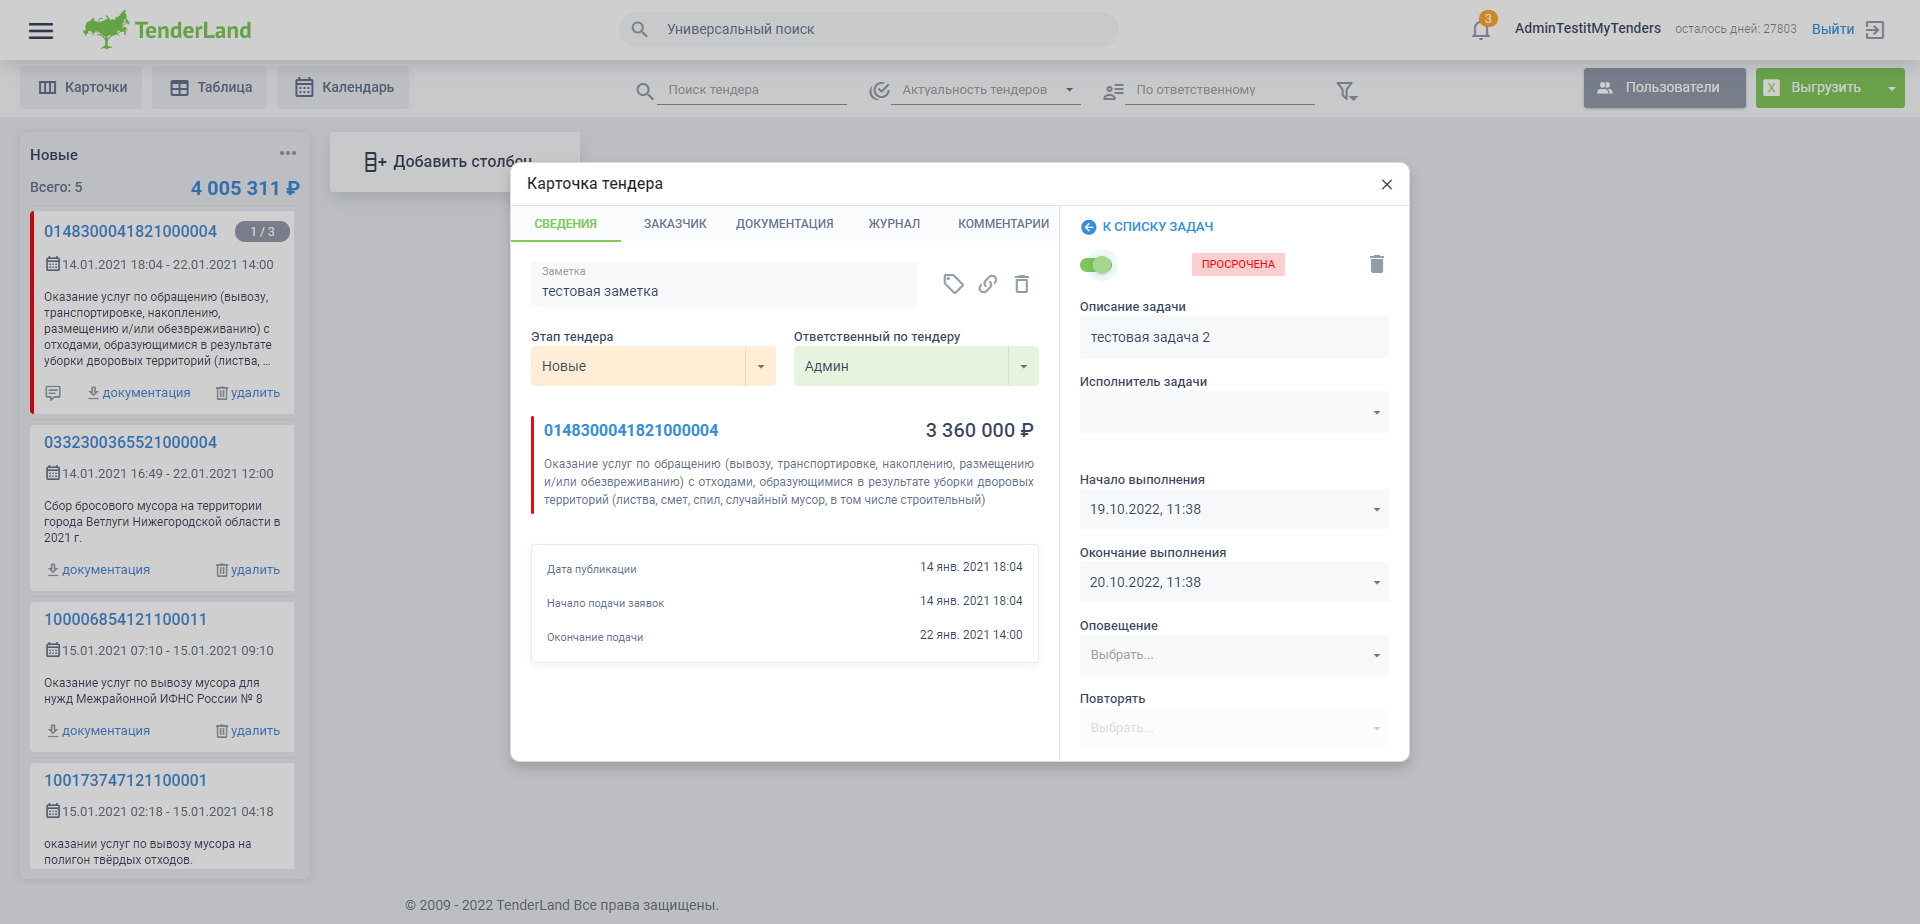 TenderLand
Универсальный поиск
3
AdminTestitMyTenders
осталось дней: 27803
Выйти
Карточки
Таблица
Календарь
Поиск тендера
Актуальность тендеров
По ответственному
Пользователи
X
Выгрузить
Новые
Всего: 5
4 005 311 ₽
0148300041821000004
1 / 3
14.01.2021 18:04 - 22.01.2021 14:00
Оказание услуг по обращению (вывозу,
транспортировке, накоплению,
размещению и/или обезвреживанию) с
отходами, образующимися в результате
уборки дворовых территорий (листва, ...
документация
удалить
0332300365521000004
14.01.2021 16:49 - 22.01.2021 12:00
Сбор бросового мусора на территории
города Ветлуги Нижегородской области в
2021 г.
документация
удалить
100006854121100011
15.01.2021 07:10 - 15.01.2021 09:10
Оказание услуг по вывозу мусора для
нужд Межрайонной ИФНС России № 8
документация
удалить
100173747121100001
15.01.2021 02:18 - 15.01.2021 04:18
оказании услуг по вывозу мусора на
полигон твёрдых отходов.
Добавить столбец
Карточка тендера
СВЕДЕНИЯ
ЗАКАЗЧИК
ДОКУМЕНТАЦИЯ
ЖУРНАЛ
КОММЕНТАРИИ
Заметка
тестовая заметка
Этап тендера
Новые
Ответственный по тендеру
Админ
0148300041821000004
3 360 000 ₽
Оказание услуг по обращению (вывозу, транспортировке, накоплению, размещению
и/или обезвреживанию) с отходами, образующимися в результате уборки дворовых
территорий (листва, смет, спил, случайный мусор, в том числе строительный)
Дата публикации
14 янв. 2021 18:04
Начало подачи заявок
14 янв. 2021 18:04
Окончание подачи
22 янв. 2021 14:00
К СПИСКУ ЗАДАЧ
ПРОСРОЧЕНА
Описание задачи
тестовая задача 2
Исполнитель задачи
Начало выполнения
19.10.2022, 11:38
Окончание выполнения
20.10.2022, 11:38
Оповещение
Выбрать...
Повторять
Выбрать...
© 2009 - 2022 TenderLand Все права защищены.